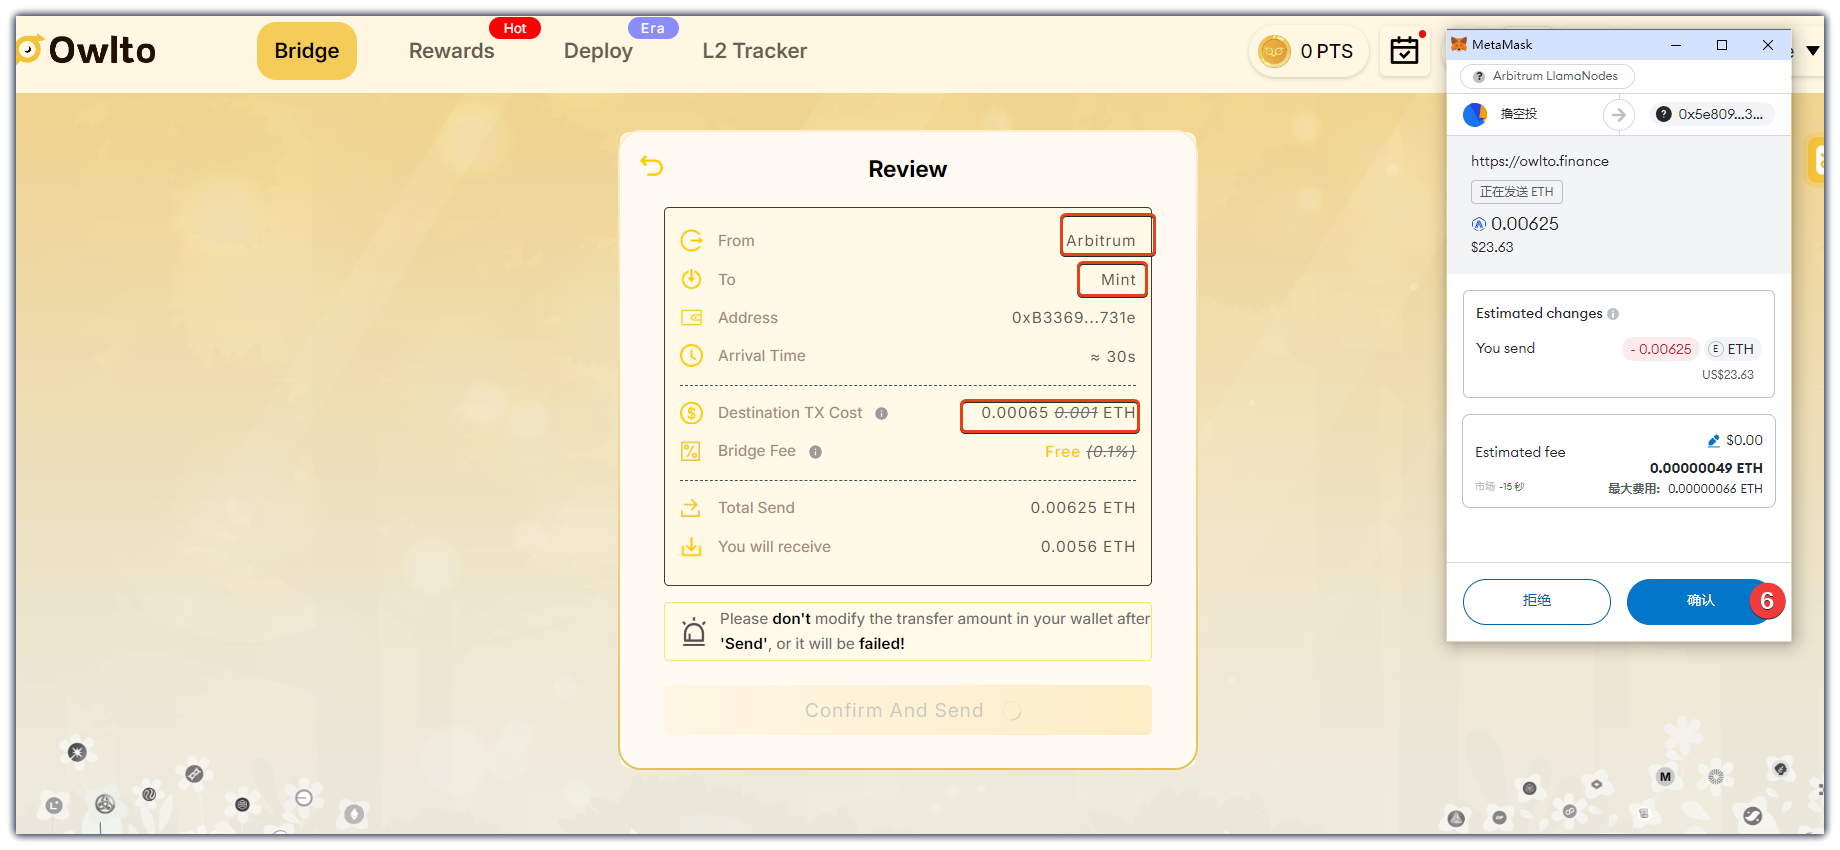 Owlto
Bridge
Rewards
Hot
Deploy
Era
L2 Tracker
0 PTS
Review
From
Arbitrum
To
Mint
Address
0xB3369...731e
Arrival Time
≈ 30s
Destination TX Cost
0.00065 0.001 ETH
Bridge Fee
Free (0.1%)
Total Send
0.00625 ETH
You will receive
0.0056 ETH
Please don't modify the transfer amount in your wallet after
'Send', or it will be failed!
Confirm And Send
MetaMask
Arbitrum LlamaNodes
撸空投
0x5e809...3...
https://owlto.finance
正在发送 ETH
0.00625
$23.63
Estimated changes
You send
- 0.00625
E ETH
US$23.63
Estimated fee
$0.00
0.00000049 ETH
市场 ~15 秒
最大费用: 0.00000066 ETH
拒绝
确认
6